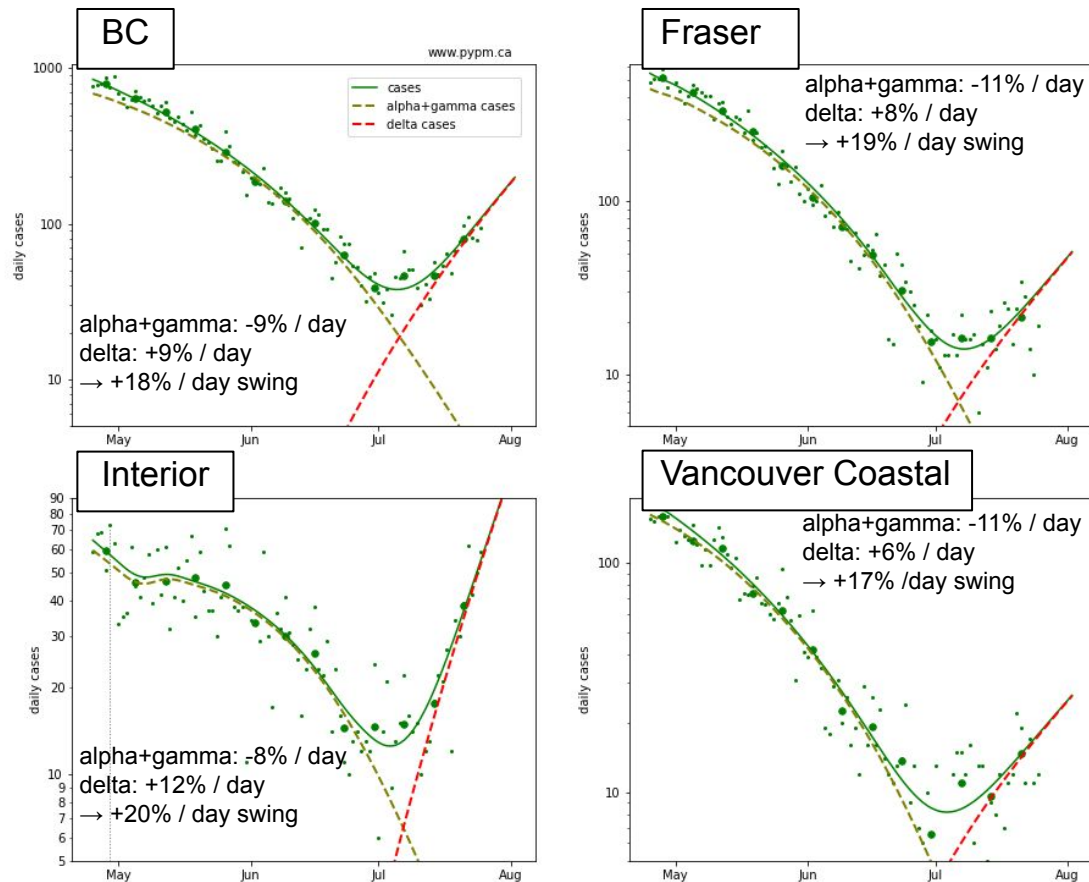 BC
www.pypm.ca
cases
alpha+gamma cases
delta cases
1000
100
10
daily cases
alpha+gamma: -9% / day
delta: +9% / day
→ +18% / day swing
May Jun Jul Aug
Fraser
alpha+gamma: -11% / day
delta: +8% / day
→ +19% / day swing
100
10
daily cases
May Jun Jul Aug
Interior
90
80
70
60
50
40
30
20
10
9
8
7
6
5
daily cases
alpha+gamma: -8% / day
delta: +12% / day
→ +20% / day swing
May Jun Jul Aug
Vancouver Coastal
alpha+gamma: -11% / day
delta: +6% / day
→ +17% /day swing
100
10
daily cases
May Jun Jul Aug